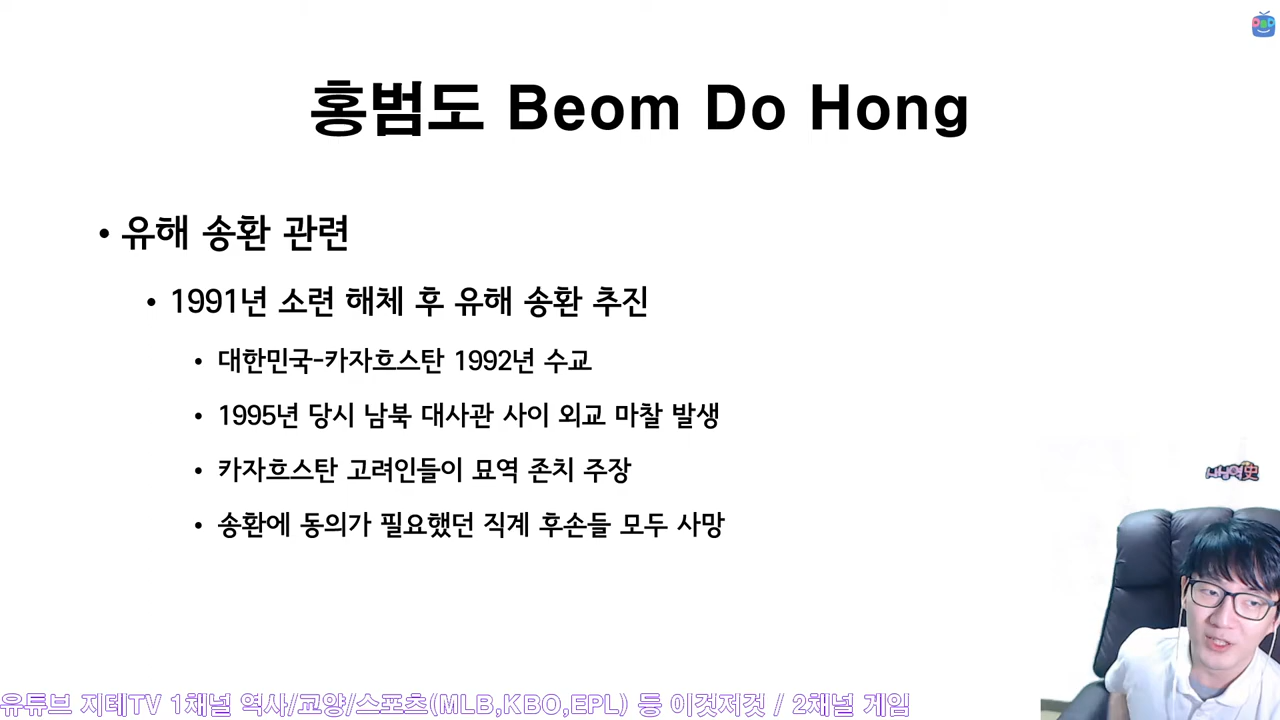 홍범도 Beom Do Hong
• 유해 송환 관련
• 1991년 소련 해체 후 유해 송환 추진
• 대한민국-카자흐스탄 1992년 수교
• 1995년 당시 남북 대사관 사이 외교 마찰 발생
• 카자흐스탄 고려인들이 묘역 존치 주장
• 송환에 동의가 필요했던 직계 후손들 모두 사망
유튜브 지테TV 1채널 역사/교양/스포츠(MLB,KBO,EPL) 등 이것저것 / 2채널 게임